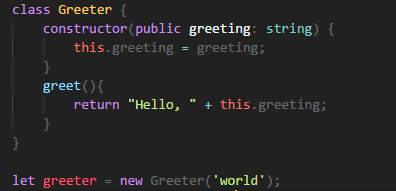 class Greeter {
    constructor(public greeting: string) {
        this.greeting = greeting;
    }
    greet(){
        return "Hello, " + this.greeting;
    }
}
let greeter = new Greeter('world');